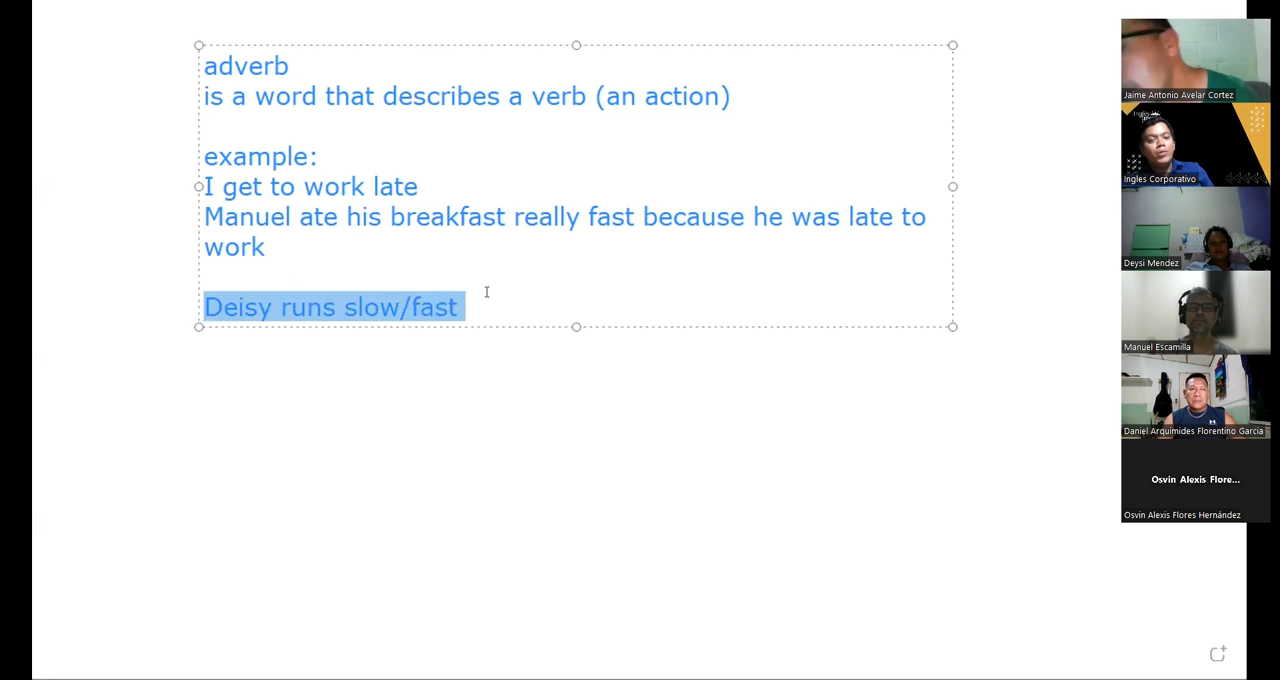 adverb
is a word that describes a verb (an action)
example:
I get to work late
Manuel ate his breakfast really fast because he was late to
work
Deisy runs slow/fast
Jaime Antonio Avelar Cortez
Ingles Corporativo
Deysi Mendez
Manuel Escamilla
Daniel Arquimides Florentino Garcia
Osvin Alexis Flore...
Osvin Alexis Flores Hernández